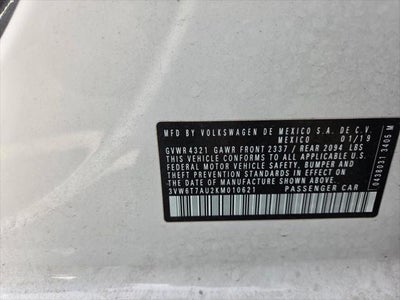 MFD. BY VOLKSWAGEN DE MEXICO S.A. DE C.V.
MEXICO 01/19
GVWR 4321 GAWR FRONT 2337 / REAR 2094 LBS
THIS VEHICLE CONFORMS TO ALL APPLICABLE U.S.
FEDERAL MOTOR VEHICLE SAFETY, BUMPER AND
THEFT PREVENTION STANDARDS IN EFFECT ON
THE DATE OF MANUFACTURE SHOWN ABOVE.
3VW6T7AU2KM010621 PASSENGER CAR
0438031 3405 M